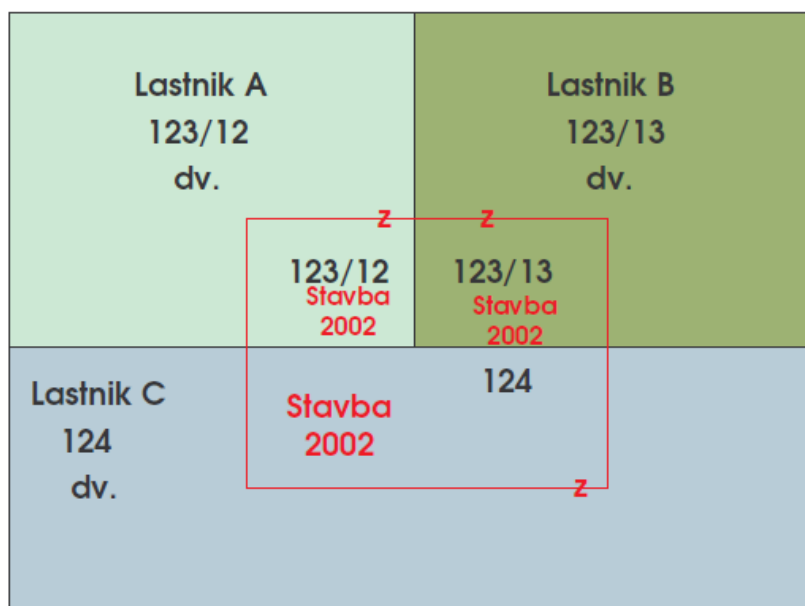 Lastnik A
123/12
dv.
Lastnik B
123/13
dv.
z
z
123/12
Stavba
2002
123/13
Stavba
2002
Lastnik C
124
dv.
Stavba
2002
124
z